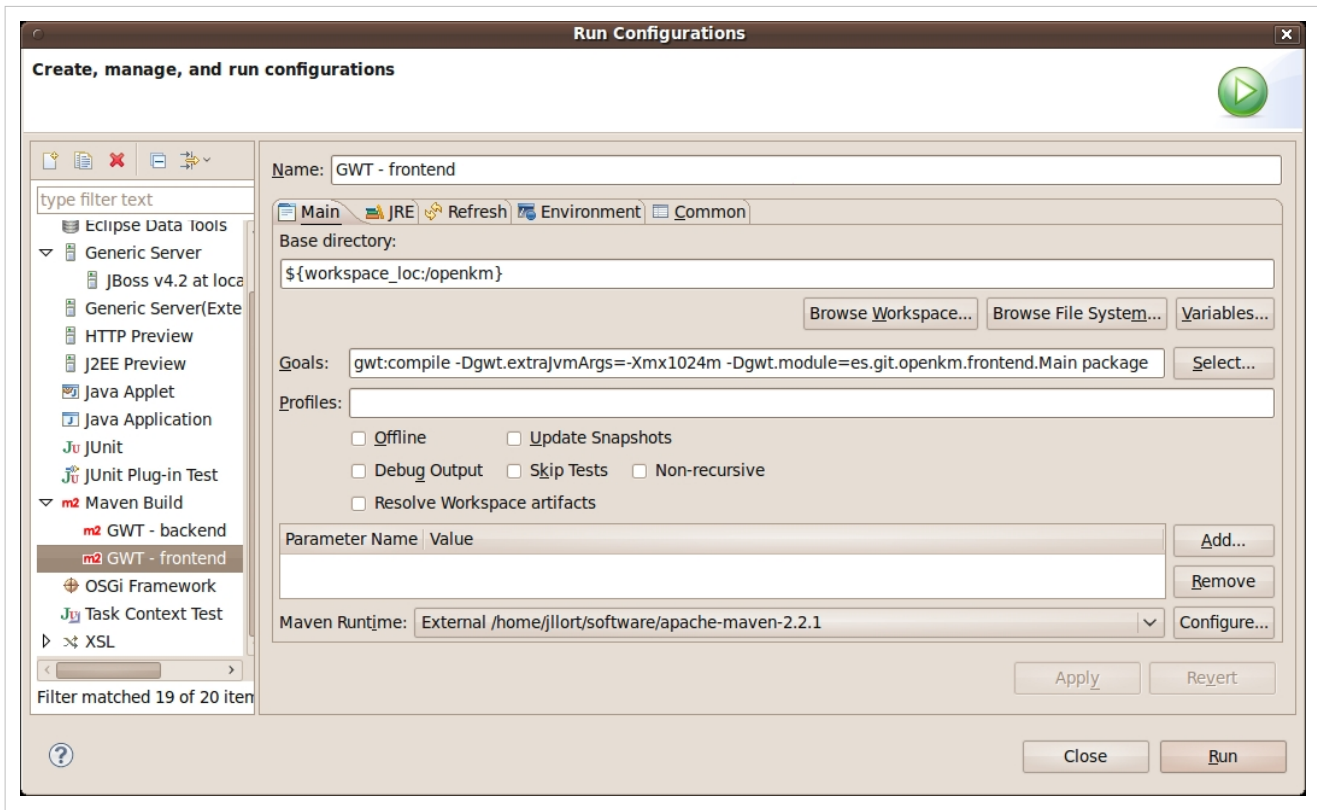 Run Configurations
Create, manage, and run configurations
type filter text
Eclipse Data Tools
Generic Server
JBoss v4.2 at loca
Generic Server(Exte
HTTP Preview
J2EE Preview
Java Applet
Java Application
Ju JUnit
JUnit Plug-in Test
m2 Maven Build
m2 GWT - backend
m2 GWT - frontend
OSGi Framework
Task Context Test
XSL
Filter matched 19 of 20 item
Name: GWT - frontend
Main JRE Refresh Environment Common
Base directory:
${workspace_loc:/openkm}
Browse Workspace... Browse File System... Variables...
Goals: gwt:compile -Dgwt.extraJvmArgs=-Xmx1024m -Dgwt.module=es.git.openkm.frontend.Main package Select...
Profiles:
Offline Update Snapshots
Debug Output Skip Tests Non-recursive
Resolve Workspace artifacts
Parameter Name Value Add...
Remove
Maven Runtime: External /home/jllort/software/apache-maven-2.2.1 Configure...
Apply Revert
? Close Run